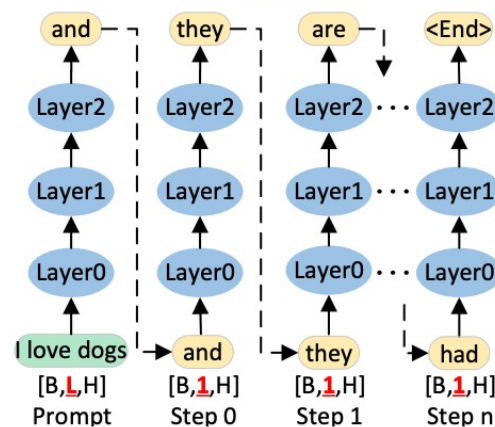 and they are <End>
Layer2 Layer2 Layer2 ··· Layer2
Layer1 Layer1 Layer1 ··· Layer1
Layer0 Layer0 Layer0 ··· Layer0
I love dogs and they had
[B,L,H] [B,1,H] [B,1,H] [B,1,H]
Prompt Step 0 Step 1 Step n